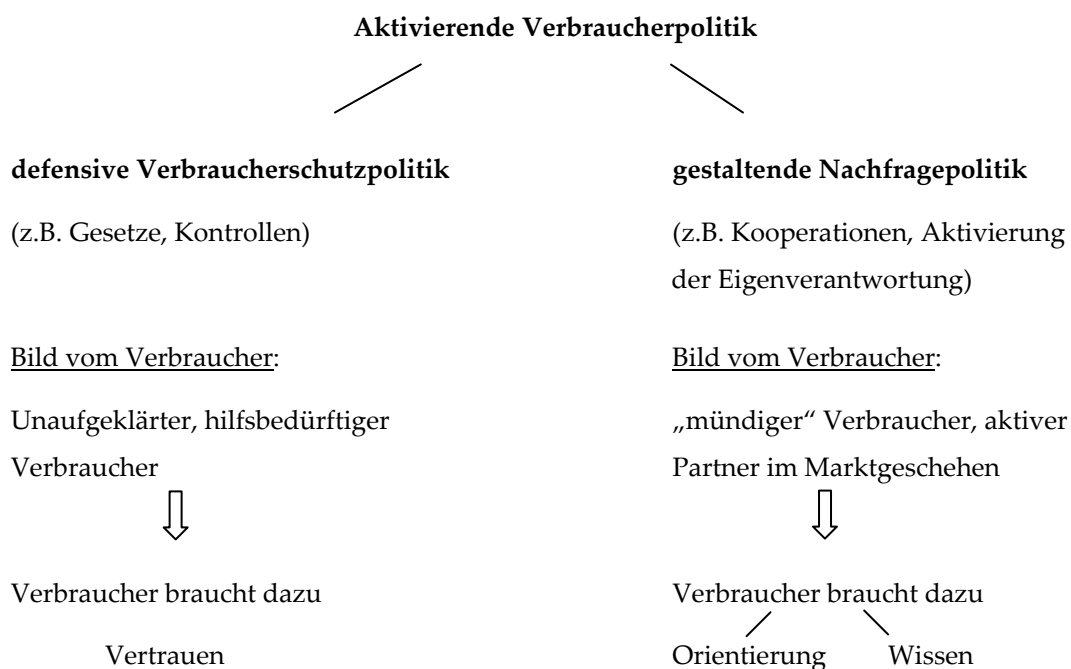 Aktivierende Verbraucherpolitik
defensive Verbraucherschutzpolitik
(z.B. Gesetze, Kontrollen)
Bild vom Verbraucher:
Unaufgeklärter, hilfsbedürftiger
Verbraucher
Verbraucher braucht dazu
Vertrauen
gestaltende Nachfragepolitik
(z.B. Kooperationen, Aktivierung
der Eigenverantwortung)
Bild vom Verbraucher:
„mündiger“ Verbraucher, aktiver
Partner im Marktgeschehen
Verbraucher braucht dazu
Orientierung Wissen